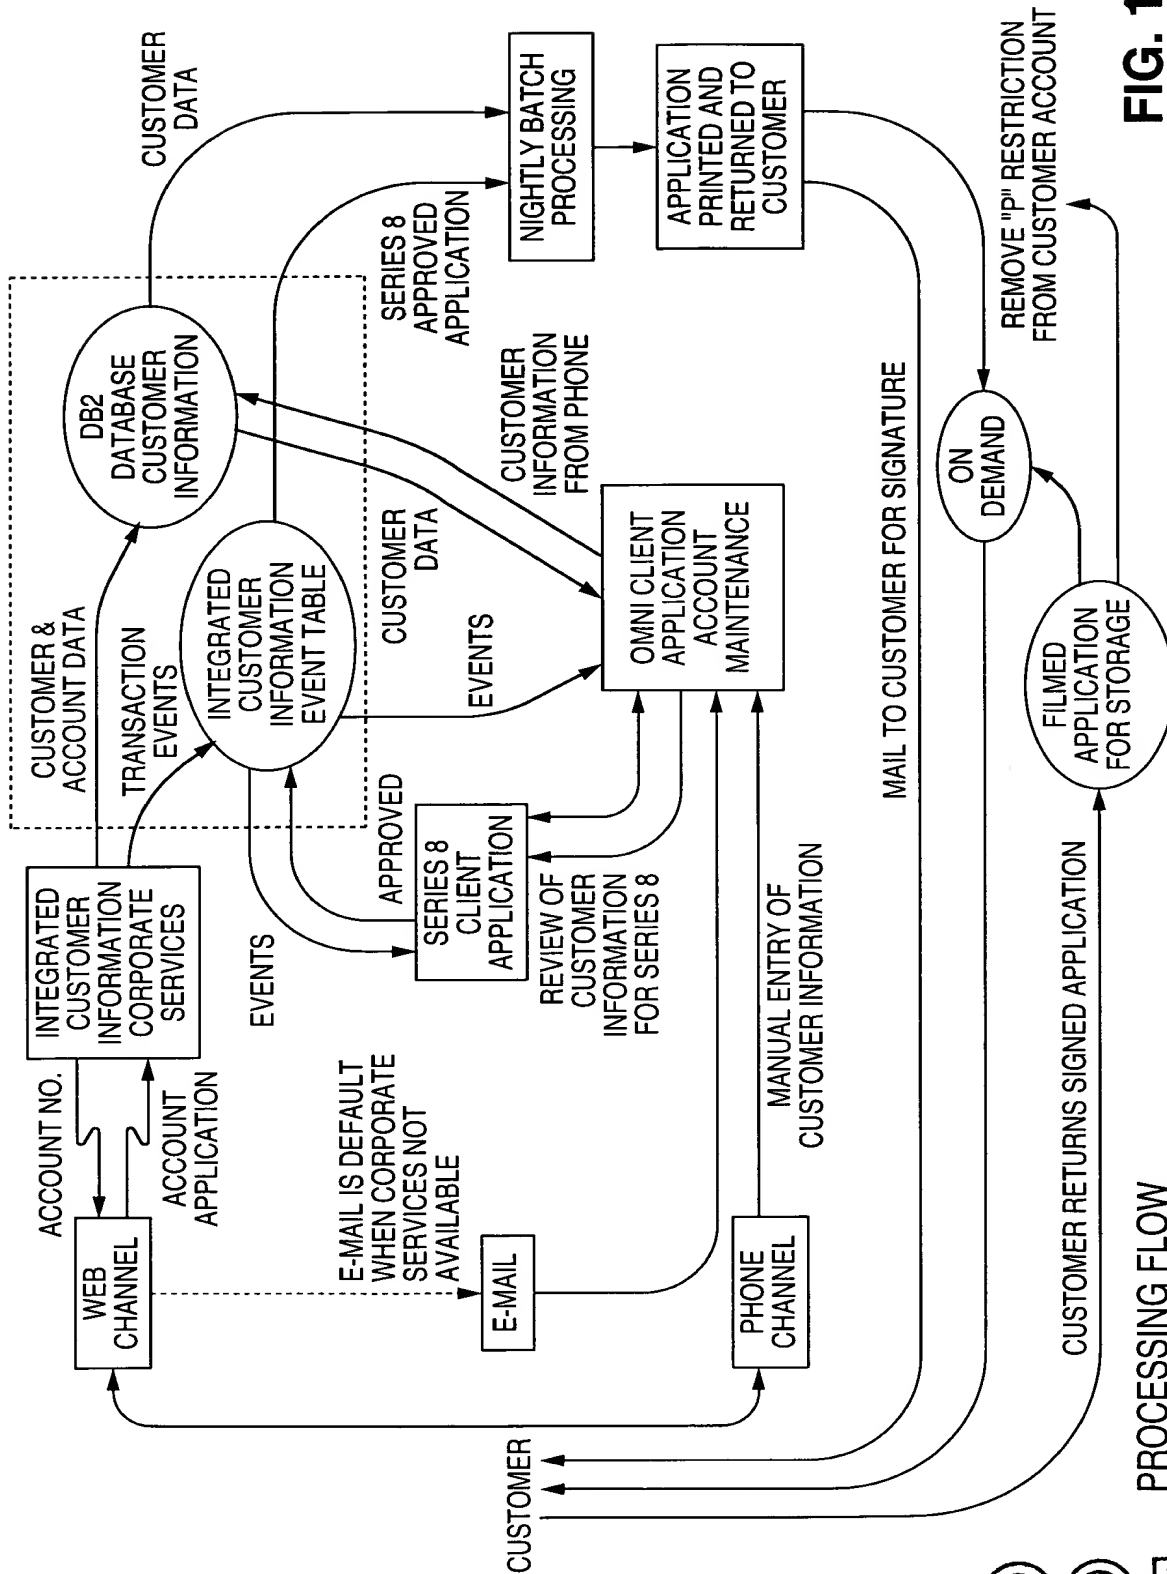 CUSTOMER
WEB
CHANNEL
ACCOUNT NO.
ACCOUNT
APPLICATION
INTEGRATED
CUSTOMER
INFORMATION
CORPORATE
SERVICES
CUSTOMER &
ACCOUNT DATA
TRANSACTION
EVENTS
DB2
DATABASE
CUSTOMER
INFORMATION
CUSTOMER
DATA
INTEGRATED
CUSTOMER
INFORMATION
EVENT TABLE
SERIES 8
APPROVED
APPLICATION
NIGHTLY BATCH
PROCESSING
APPLICATION
PRINTED AND
RETURNED TO
CUSTOMER
E-MAIL IS DEFAULT
WHEN CORPORATE
SERVICES NOT
AVAILABLE
E-MAIL
EVENTS
APPROVED
SERIES 8
CLIENT
APPLICATION
EVENTS
CUSTOMER
DATA
CUSTOMER
INFORMATION
FROM PHONE
REVIEW OF
CUSTOMER
INFORMATION
FOR SERIES 8
OMNI CLIENT
APPLICATION
ACCOUNT
MAINTENANCE
PHONE
CHANNEL
MANUAL ENTRY OF
CUSTOMER INFORMATION
MAIL TO CUSTOMER FOR SIGNATURE
ON
DEMAND
REMOVE "P" RESTRICTION
FROM CUSTOMER ACCOUNT
CUSTOMER RETURNS SIGNED APPLICATION
FILMED
APPLICATION
FOR STORAGE
PROCESSING FLOW
FIG. 1